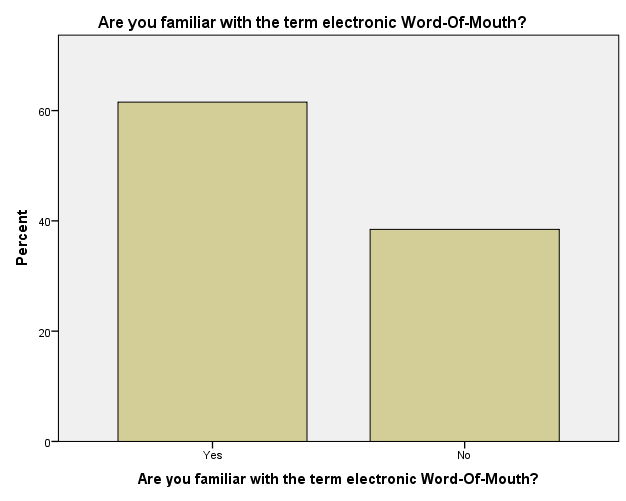 Are you familiar with the term electronic Word-Of-Mouth?
Percent
60
40
20
0
Yes No
Are you familiar with the term electronic Word-Of-Mouth?